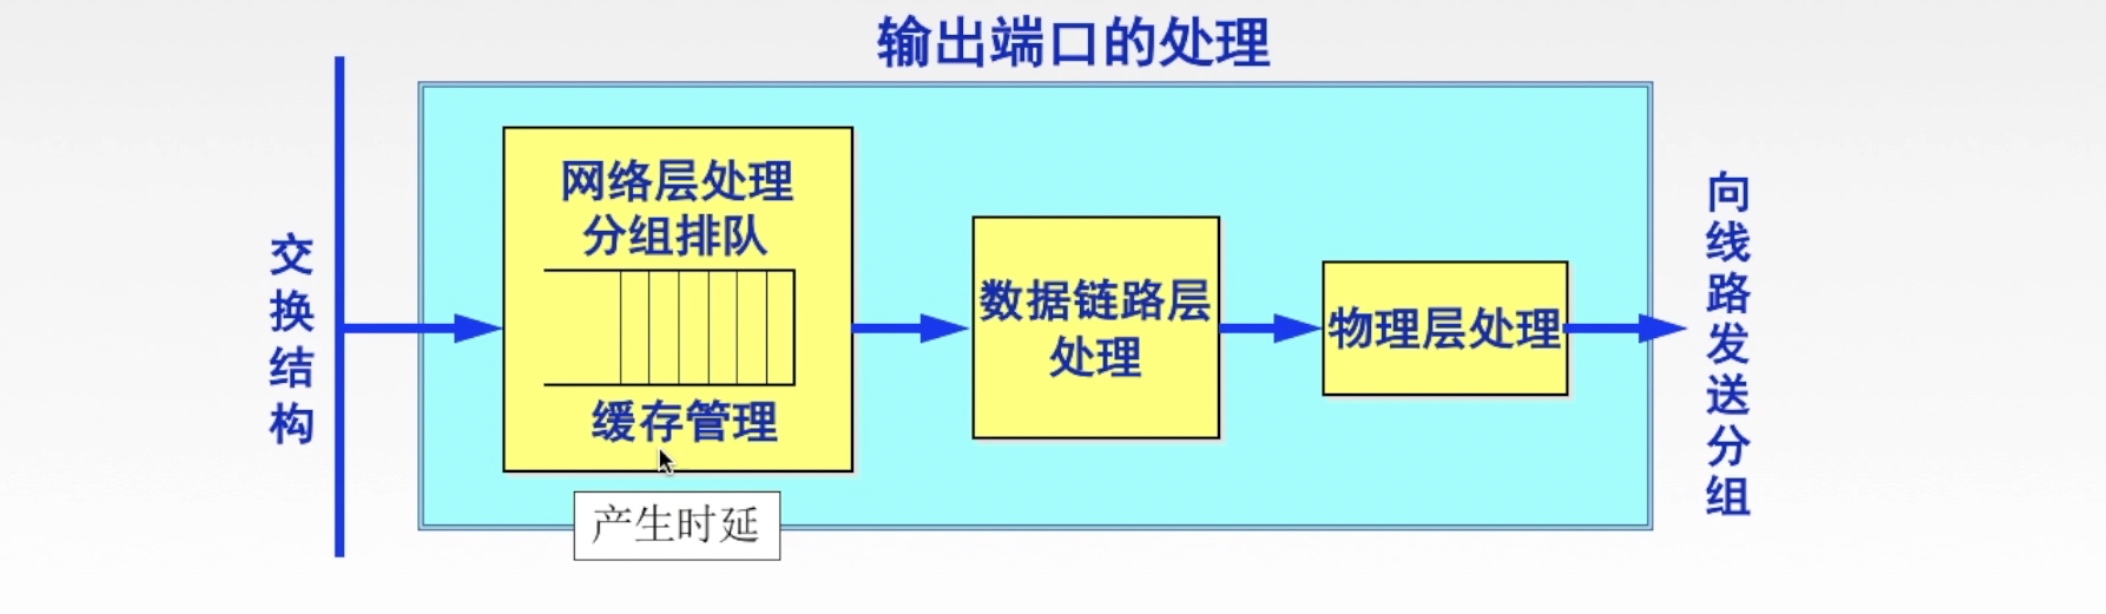 输出端口的处理
交换结构
网络层处理
分组排队
缓存管理
产生时延
数据链路层
处理
物理层处理
向线路发送分组